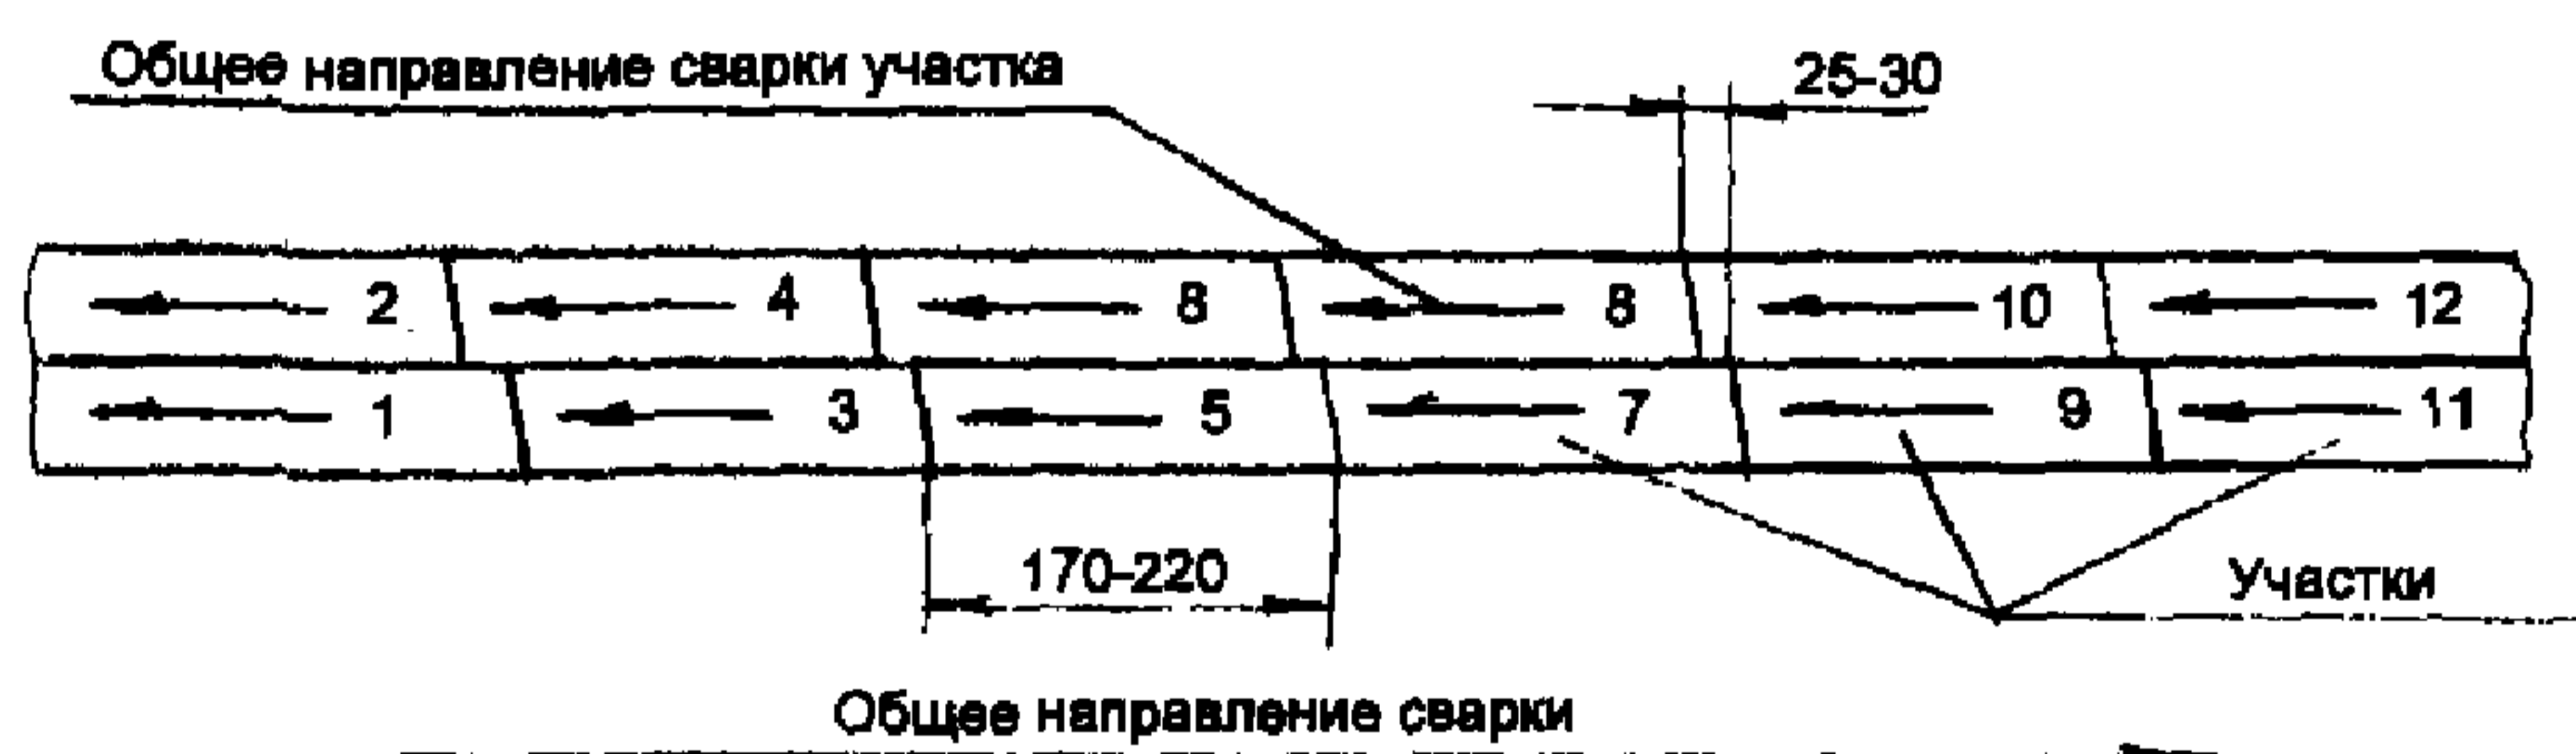 Общее направление сварки участка
25-30
2 4 8 8 10 12
1 3 5 7 9 11
170-220
Участки
Общее направление сварки